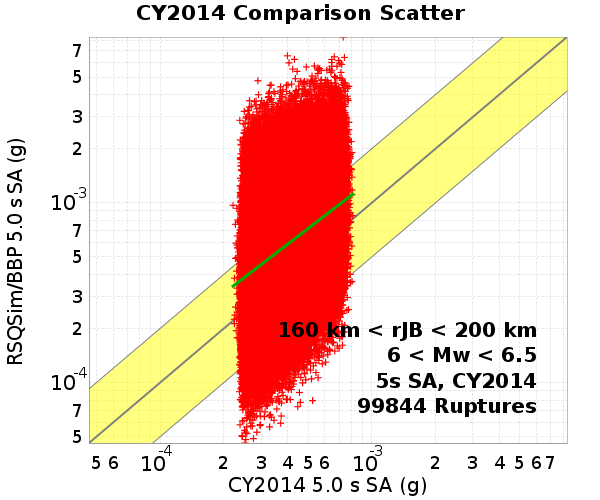 CY2014 Comparison Scatter
RSQSim/BBP 5.0 s SA (g)
7
5
3
2
10-3
7
5
3
2
10-4
7
5
160 km < rJB < 200 km
6 < Mw < 6.5
5s SA, CY2014
99844 Ruptures
5 6 10-4 2 3 4 5 6 10-3 2 3 4 5 6 7
CY2014 5.0 s SA (g)